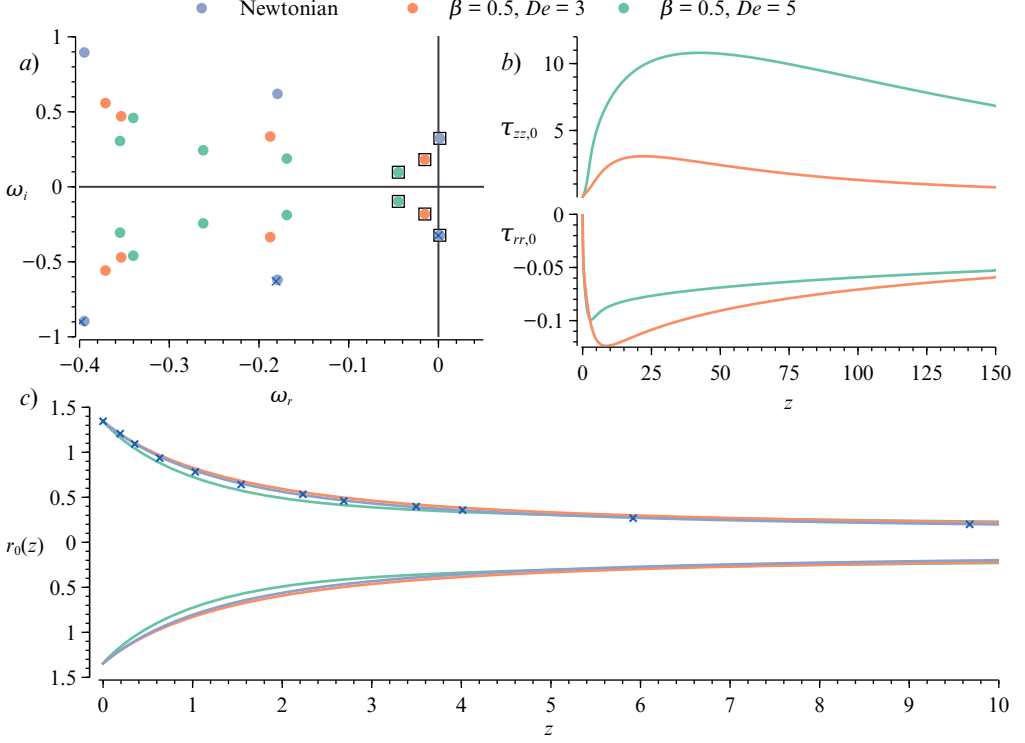 Newtonian β = 0.5, De = 3 β = 0.5, De = 5
a)
1
0.5
0
−0.5
−1
ω_i
−0.4 −0.3 −0.2 −0.1 0
ω_r
b)
10
5
τ_zz,0
0
−0.05
−0.1
τ_rr,0
0 25 50 75 100 125 150
z
c)
1.5
1
0.5
0
0.5
1
1.5
r_0(z)
0 1 2 3 4 5 6 7 8 9 10
z